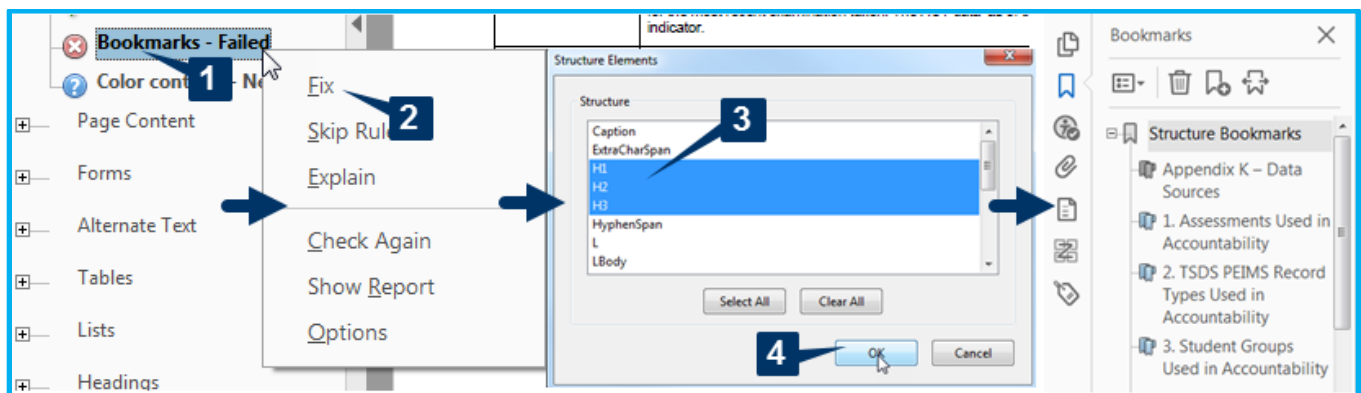 Bookmarks - Failed
1
Color
Page Content
Forms
Alternate Text
Tables
Lists
Headings
Fix
2
Skip
Explain
Check Again
Show Report
Options
indicator.
Structure Elements
Structure
3
Caption
ExtraCharSpan
H1
H2
H3
HyphenSpan
L
LBody
Select All
Clear All
4
OK
Cancel
Bookmarks
Structure Bookmarks
Appendix K – Data
Sources
1. Assessments Used in
Accountability
2. TSDS PEIMS Record
Types Used in
Accountability
3. Student Groups
Used in Accountability